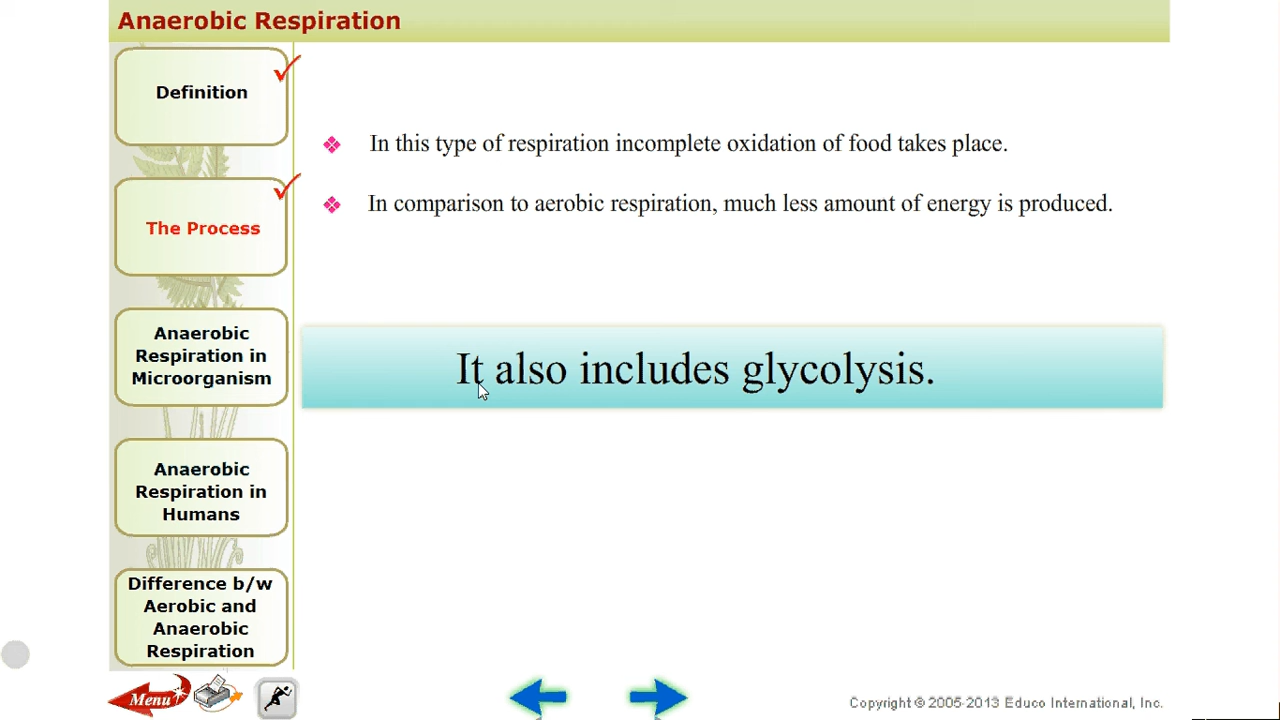 Anaerobic Respiration
Definition
The Process
Anaerobic
Respiration in
Microorganism
Anaerobic
Respiration in
Humans
Difference b/w
Aerobic and
Anaerobic
Respiration
In this type of respiration incomplete oxidation of food takes place.
In comparison to aerobic respiration, much less amount of energy is produced.
It also includes glycolysis.
Menu
Copyright © 2005-2013 Educo International, Inc.